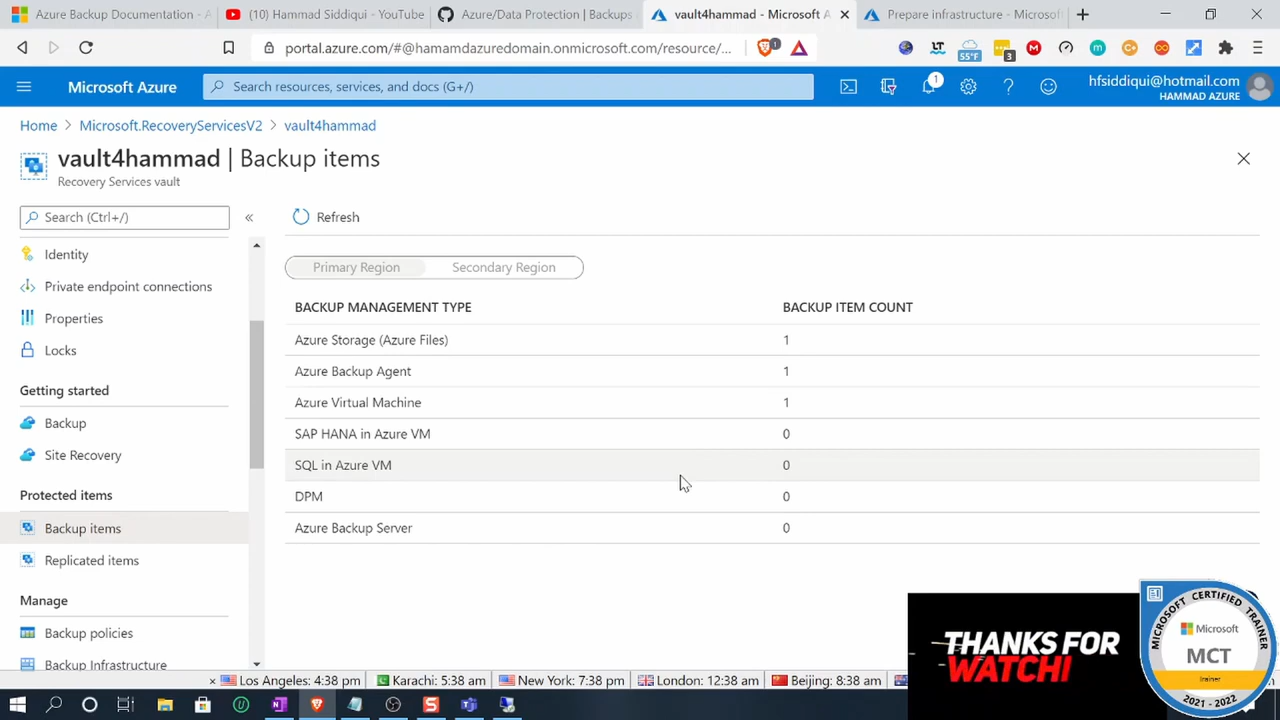 Azure Backup Documentation - A
(10) Hammad Siddiqui - YouTube
Azure/Data Protection | Backups
vault4hammad - Microsoft A
Prepare infrastructure - Microsof
portal.azure.com/#@hamamdazuredomain.onmicrosoft.com/resource/...
1
LT
55°F
3
Microsoft Azure
Search resources, services, and docs (G+/)
1
hfsiddiqui@hotmail.com
HAMMAD AZURE
Home > Microsoft.RecoveryServicesV2 > vault4hammad
vault4hammad | Backup items
Recovery Services vault
Search (Ctrl+/)
«
Refresh
Identity
Private endpoint connections
Properties
Locks
Getting started
Backup
Site Recovery
Protected items
Backup items
Replicated items
Manage
Backup policies
Backup Infrastructure
Primary Region
Secondary Region
BACKUP MANAGEMENT TYPE
BACKUP ITEM COUNT
Azure Storage (Azure Files)
1
Azure Backup Agent
1
Azure Virtual Machine
1
SAP HANA in Azure VM
0
SQL in Azure VM
0
DPM
0
Azure Backup Server
0
THANKS FOR
WATCH!
MICROSOFT CERTIFIED TRAINER
Microsoft
MCT
Trainer
2021 - 2022
Los Angeles: 4:38 pm
Karachi: 5:38 am
New York: 7:38 pm
London: 12:38 am
Beijing: 8:38 am